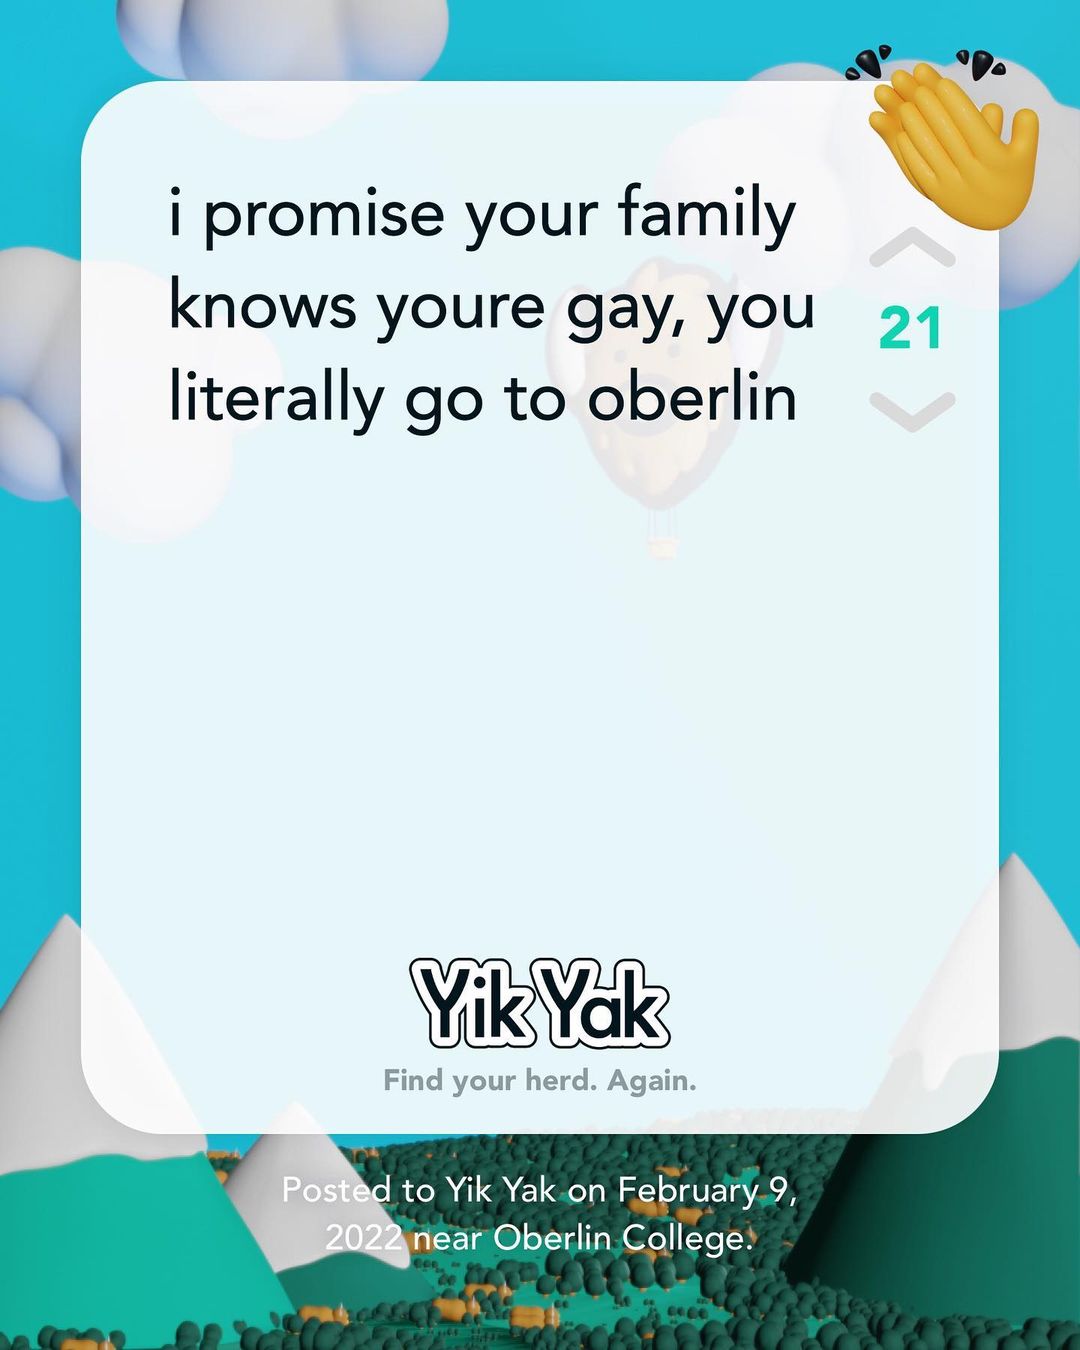 i promise your family
knows youre gay, you
literally go to oberlin
21
Yik Yak
Find your herd. Again.
Posted to Yik Yak on February 9,
2022 near Oberlin College.